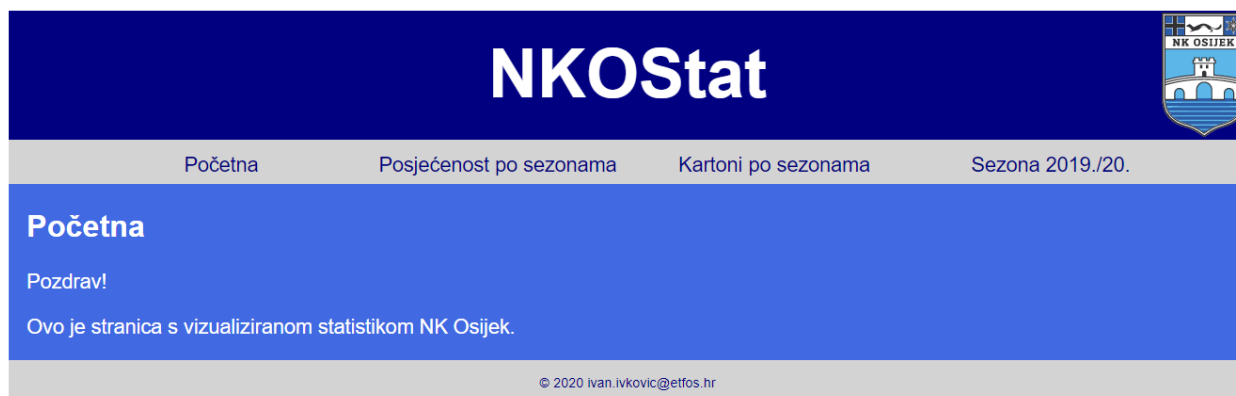 NKOStat
NK OSIJEK
Početna Posjećenost po sezonama Kartoni po sezonama Sezona 2019./20.
Početna
Pozdrav!
Ovo je stranica s vizualiziranom statistikom NK Osijek.
© 2020 ivan.ivkovic@etfos.hr